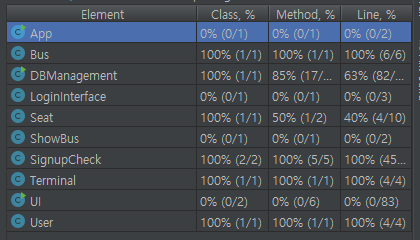 Element Class, % Method, % Line, %
App 0% (0/1) 0% (0/1) 0% (0/2)
Bus 100% (1/1) 100% (1/1) 100% (6/6)
DBManagement 100% (1/1) 85% (17/... 63% (82/...
LoginInterface 0% (0/1) 0% (0/1) 0% (0/3)
Seat 100% (1/1) 50% (1/2) 40% (4/10)
ShowBus 0% (0/1) 0% (0/1) 0% (0/2)
SignupCheck 100% (2/2) 100% (5/5) 100% (45...
Terminal 100% (1/1) 100% (1/1) 100% (4/4)
UI 0% (0/2) 0% (0/6) 0% (0/83)
User 100% (1/1) 100% (1/1) 100% (4/4)